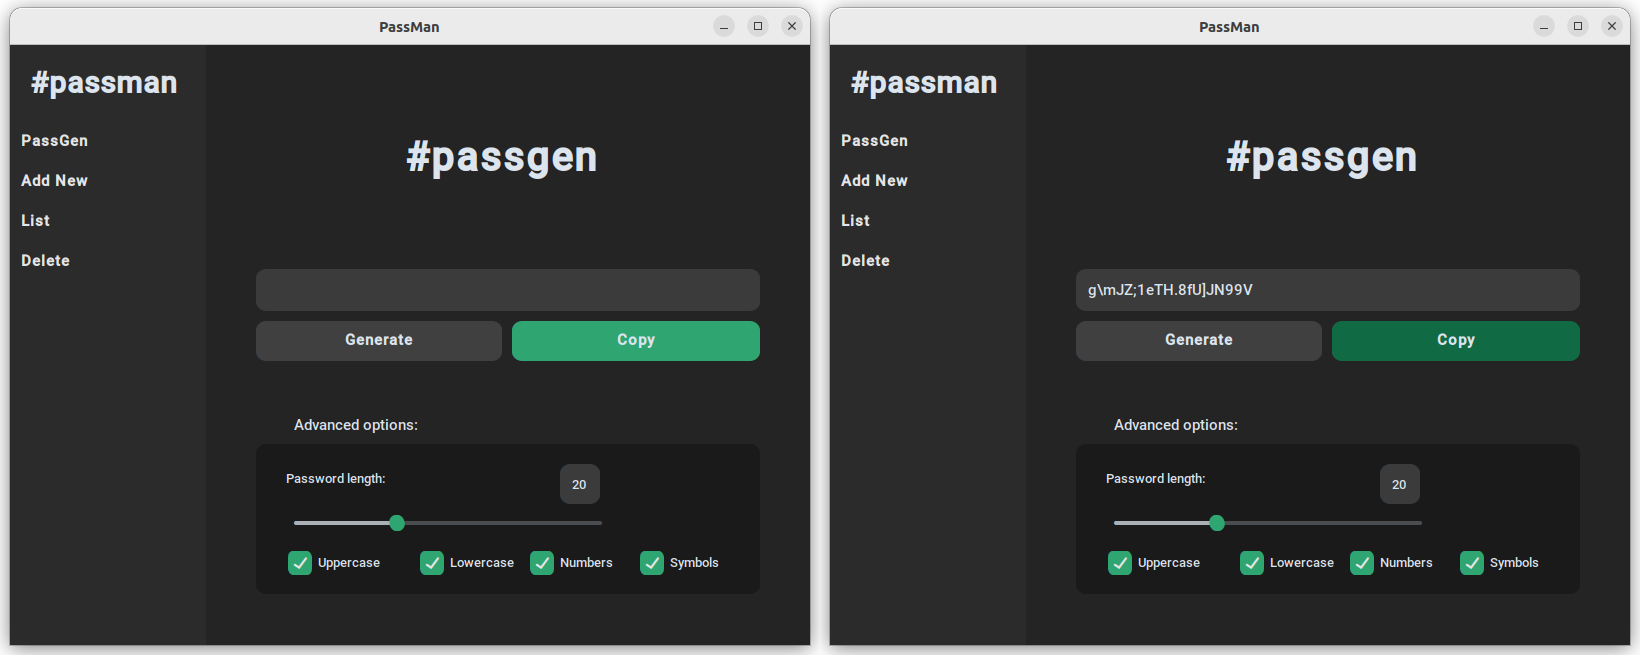 PassMan
#passman
PassGen
Add New
List
Delete
#passgen
Generate
Copy
Advanced options:
Password length:
20
Uppercase
Lowercase
Numbers
Symbols
PassMan
#passman
PassGen
Add New
List
Delete
#passgen
g\mJZ;1eTH.8fU]JN99V
Generate
Copy
Advanced options:
Password length:
20
Uppercase
Lowercase
Numbers
Symbols